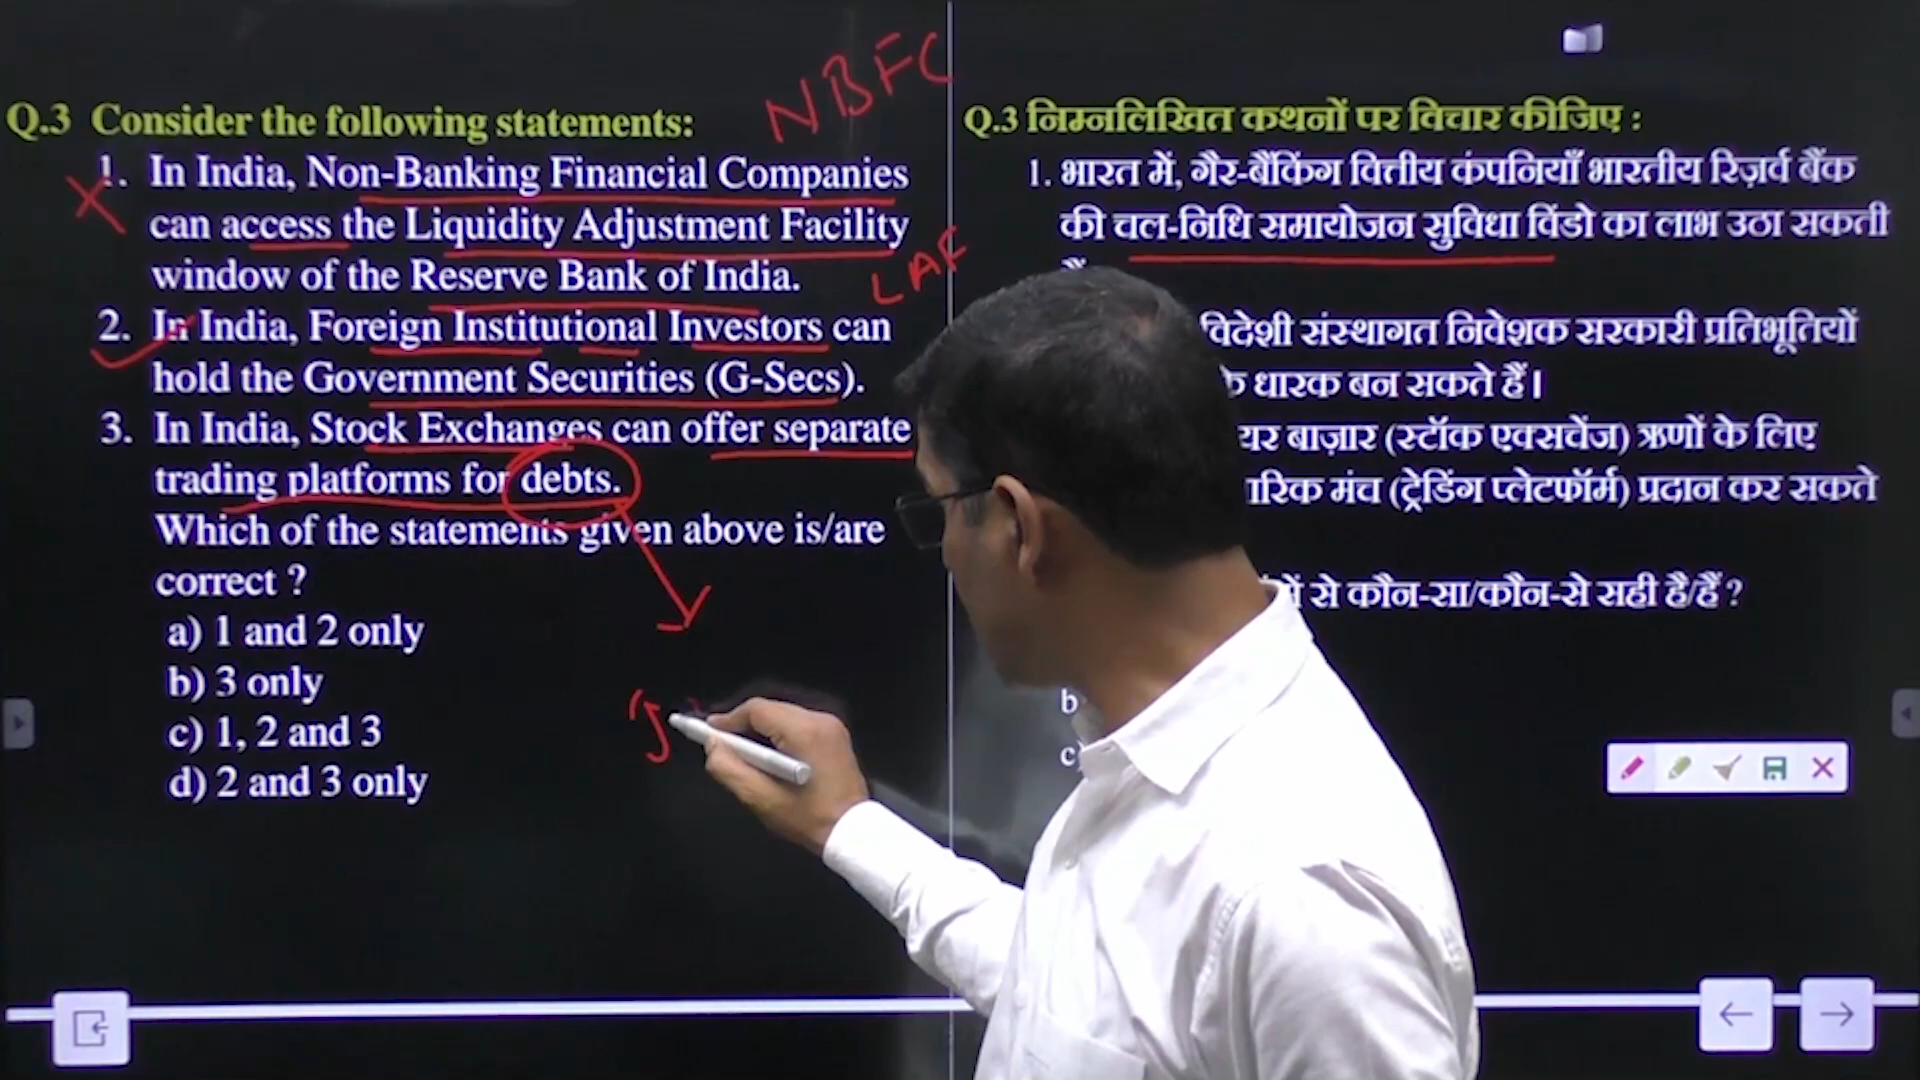 NBFC
Q.3 Consider the following statements:
1. In India, Non-Banking Financial Companies
can access the Liquidity Adjustment Facility
window of the Reserve Bank of India.
LAF
2. In India, Foreign Institutional Investors can
hold the Government Securities (G-Secs).
3. In India, Stock Exchanges can offer separate
trading platforms for debts.
Which of the statements given above is/are
correct ?
a) 1 and 2 only
b) 3 only
c) 1, 2 and 3
d) 2 and 3 only
Q.3 निम्नलिखित कथनों पर विचार कीजिए :
1. भारत में, गैर-बैंकिंग वित्तीय कंपनियाँ भारतीय रिज़र्व बैंक
की चल-निधि समायोजन सुविधा विंडो का लाभ उठा सकती
विदेशी संस्थागत निवेशक सरकारी प्रतिभूतियों
धारक बन सकते हैं।
बाज़ार (स्टॉक एक्सचेंज) ऋणों के लिए
मंच (ट्रेडिंग प्लेटफॉर्म) प्रदान कर सकते
से कौन-सा/कौन-से सही है/हैं ?
b
c)